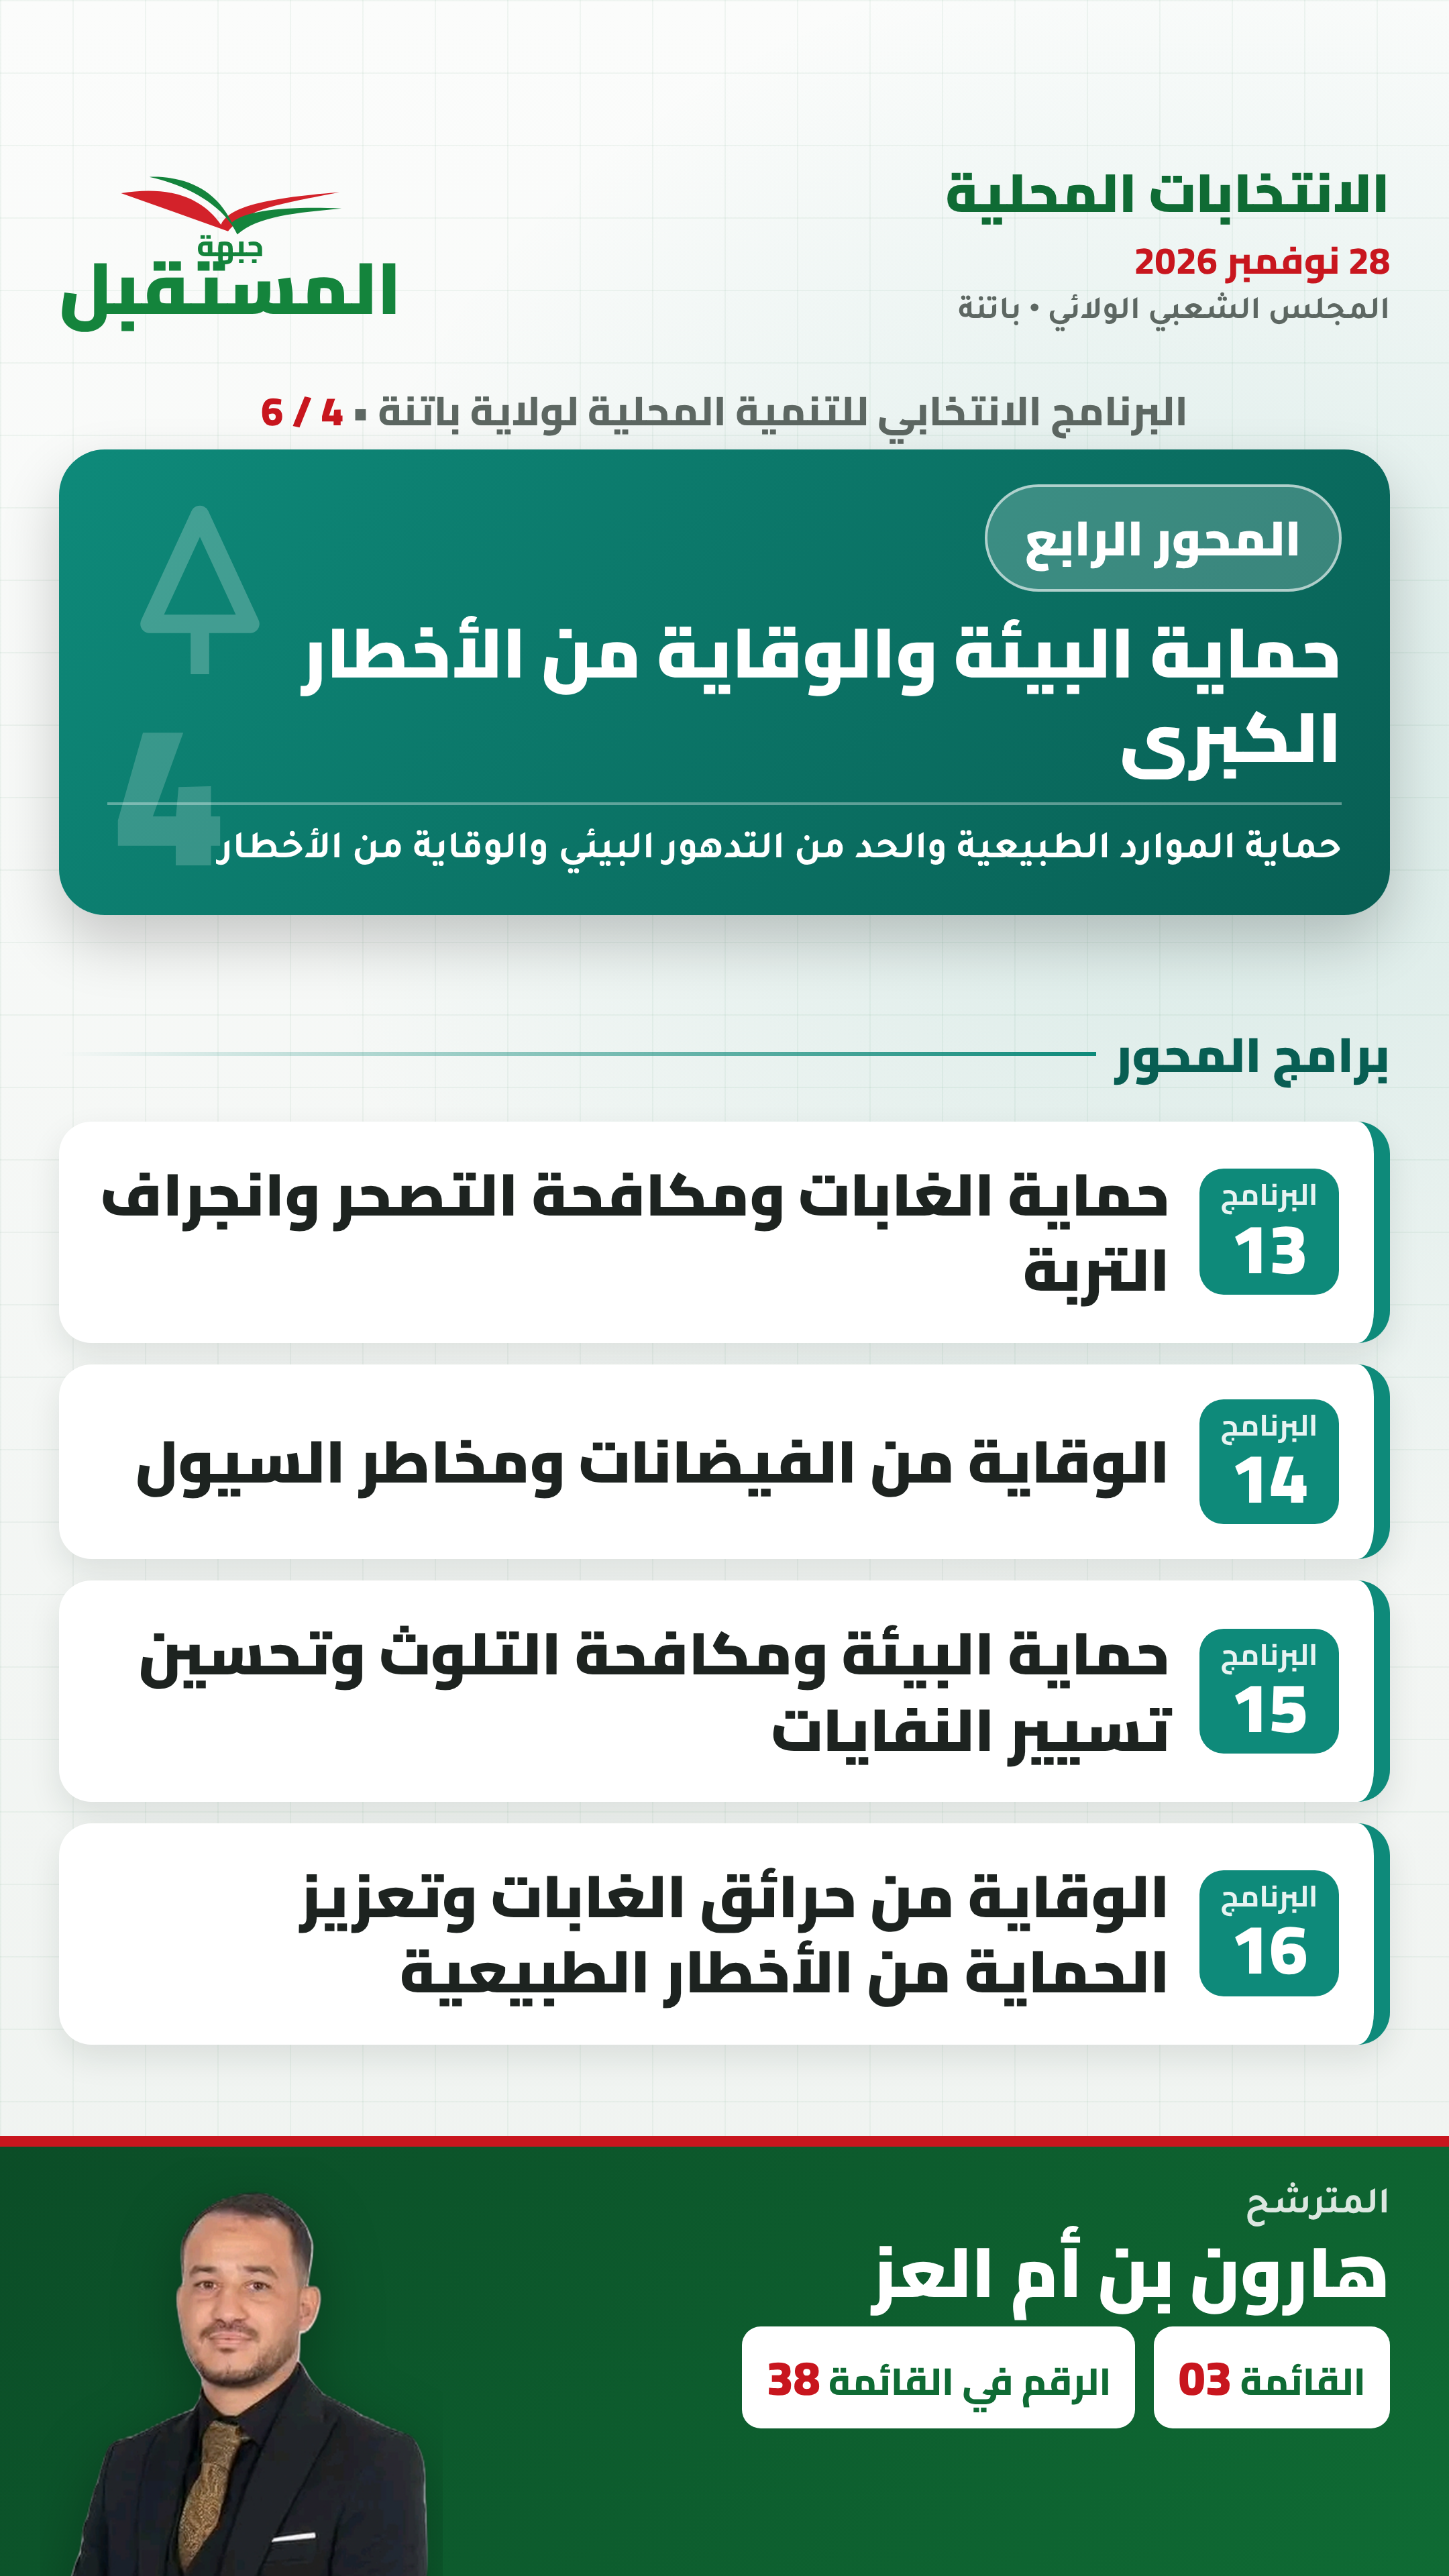 الانتخابات المحلية
28 نوفمبر 2026
المجلس الشعبي الولائي • باتنة
جبهة
المستقبل
البرنامج الانتخابي للتنمية المحلية لولاية باتنة ▪ 4 / 6
المحور الرابع
حماية البيئة والوقاية من الأخطار
الكبرى
حماية الموارد الطبيعية والحد من التدهور البيئي والوقاية من الأخطار
4
برامج المحور
البرنامج
13
حماية الغابات ومكافحة التصحر وانجراف
التربة
البرنامج
14
الوقاية من الفيضانات ومخاطر السيول
البرنامج
15
حماية البيئة ومكافحة التلوث وتحسين
تسيير النفايات
البرنامج
16
الوقاية من حرائق الغابات وتعزيز
الحماية من الأخطار الطبيعية
المترشح
هارون بن أم العز
القائمة 03
الرقم في القائمة 38